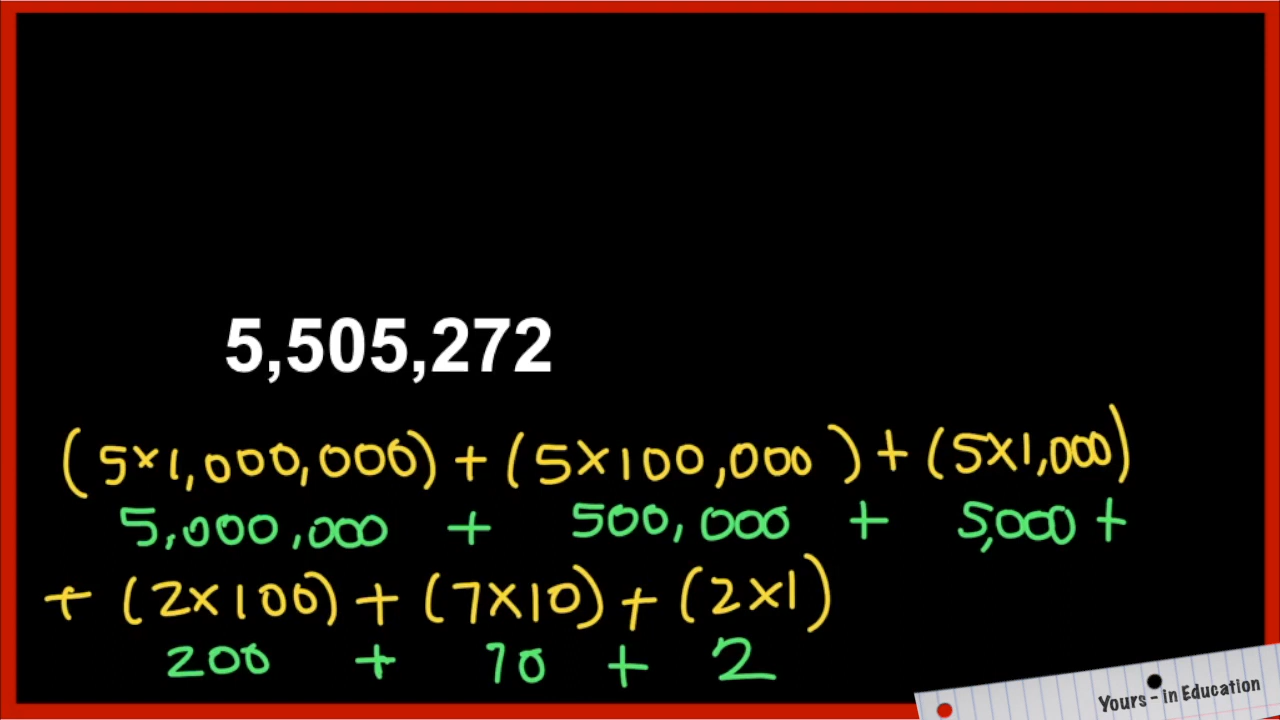 5,505,272
(5×1,000,000) + (5×100,000) + (5×1,000)
5,000,000 + 500,000 + 5,000 +
+ (2×100) + (7×10) + (2×1)
200 + 70 + 2
Yours - in Education